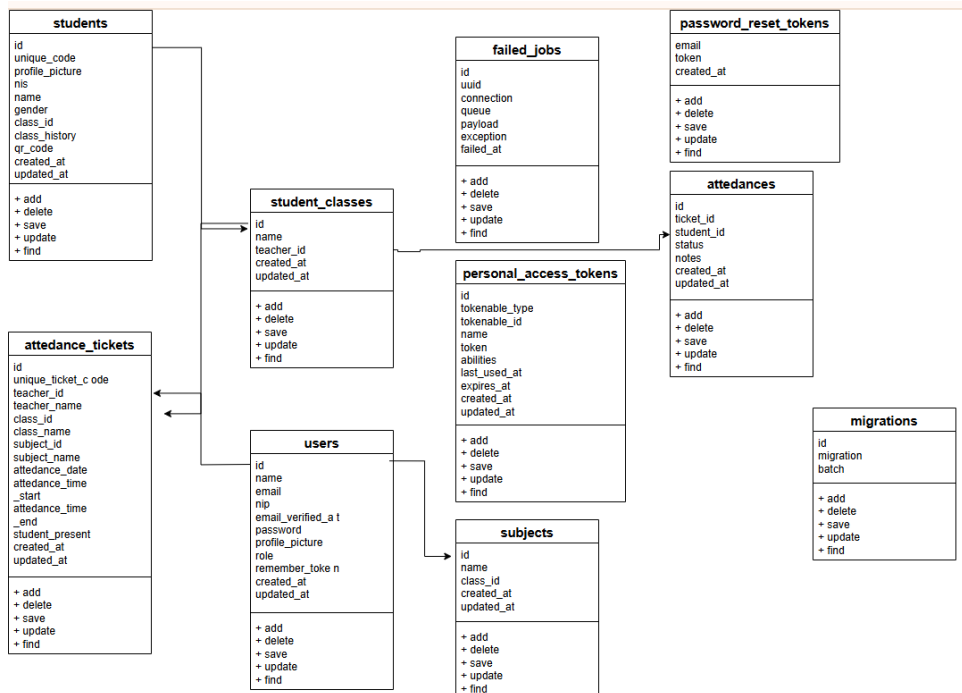 students
id
unique_code
profile_picture
nis
name
gender
class_id
class_history
qr_code
created_at
updated_at
+ add
+ delete
+ save
+ update
+ find
failed_jobs
id
uuid
connection
queue
payload
exception
failed_at
+ add
+ delete
+ save
+ update
+ find
password_reset_tokens
email
token
created_at
+ add
+ delete
+ save
+ update
+ find
student_classes
id
name
teacher_id
created_at
updated_at
+ add
+ delete
+ save
+ update
+ find
attedances
id
ticket_id
student_id
status
notes
created_at
updated_at
+ add
+ delete
+ save
+ update
+ find
personal_access_tokens
id
tokenable_type
tokenable_id
name
token
abilities
last_used_at
expires_at
created_at
updated_at
+ add
+ delete
+ save
+ update
+ find
attedance_tickets
id
unique_ticket_c ode
teacher_id
teacher_name
class_id
class_name
subject_id
subject_name
attedance_date
attedance_time
_start
attedance_time
_end
student_present
created_at
updated_at
+ add
+ delete
+ save
+ update
+ find
users
id
name
email
nip
email_verified_a t
password
profile_picture
role
remember_toke n
created_at
updated_at
+ add
+ delete
+ save
+ update
+ find
subjects
id
name
class_id
created_at
updated_at
+ add
+ delete
+ save
+ update
+ find
migrations
id
migration
batch
+ add
+ delete
+ save
+ update
+ find